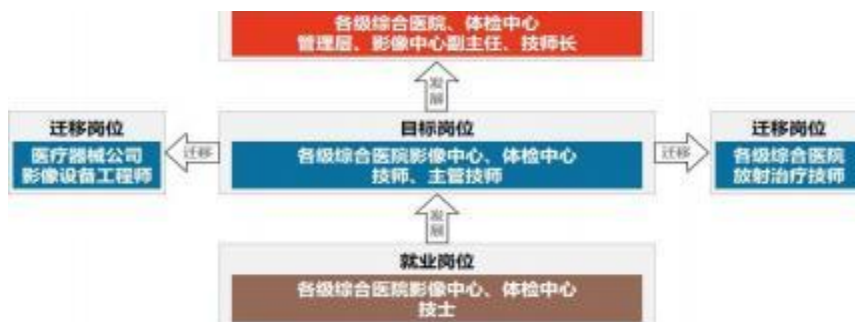 各级综合医院、体检中心
管理层、影像中心副主任、技师长
发展
迁移岗位
医疗器械公司
影像设备工程师
迁移
目标岗位
各级综合医院影像中心、体检中心
技师、主管技师
迁移
迁移岗位
各级综合医院
放射治疗技师
发展
就业岗位
各级综合医院影像中心、体检中心
技士